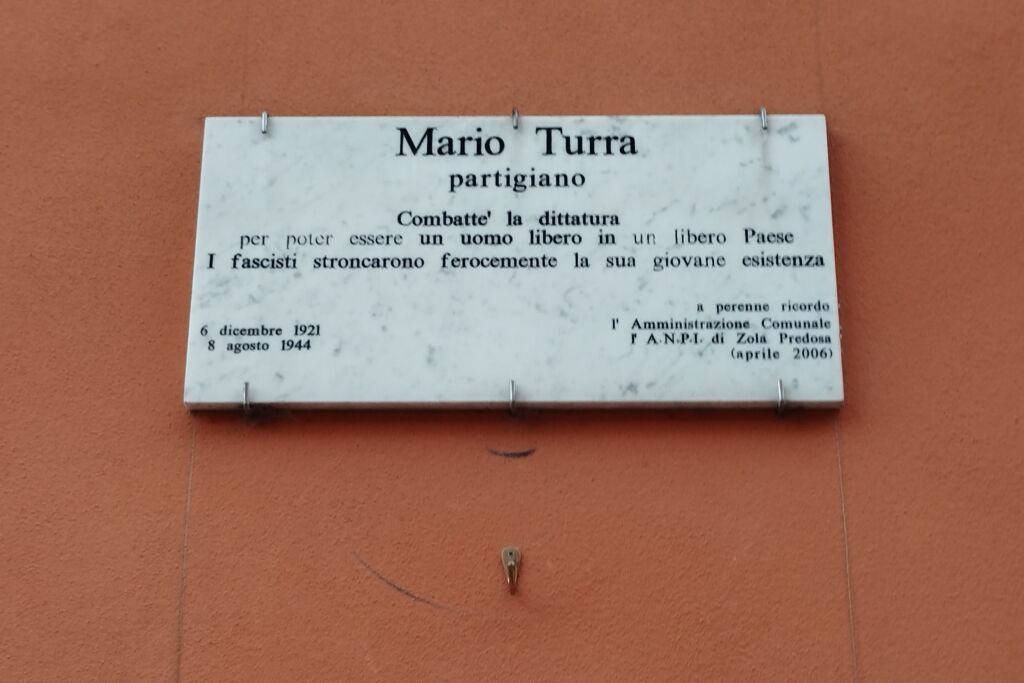 Mario Turra
partigiano
Combatte' la dittatura
per poter essere un uomo libero in un libero Paese
I fascisti stroncarono ferocemente la sua giovane esistenza
6 dicembre 1921
8 agosto 1944
a perenne ricordo
l' Amministrazione Comunale
l' A.N.P.I. di Zola Predosa
(aprile 2006)